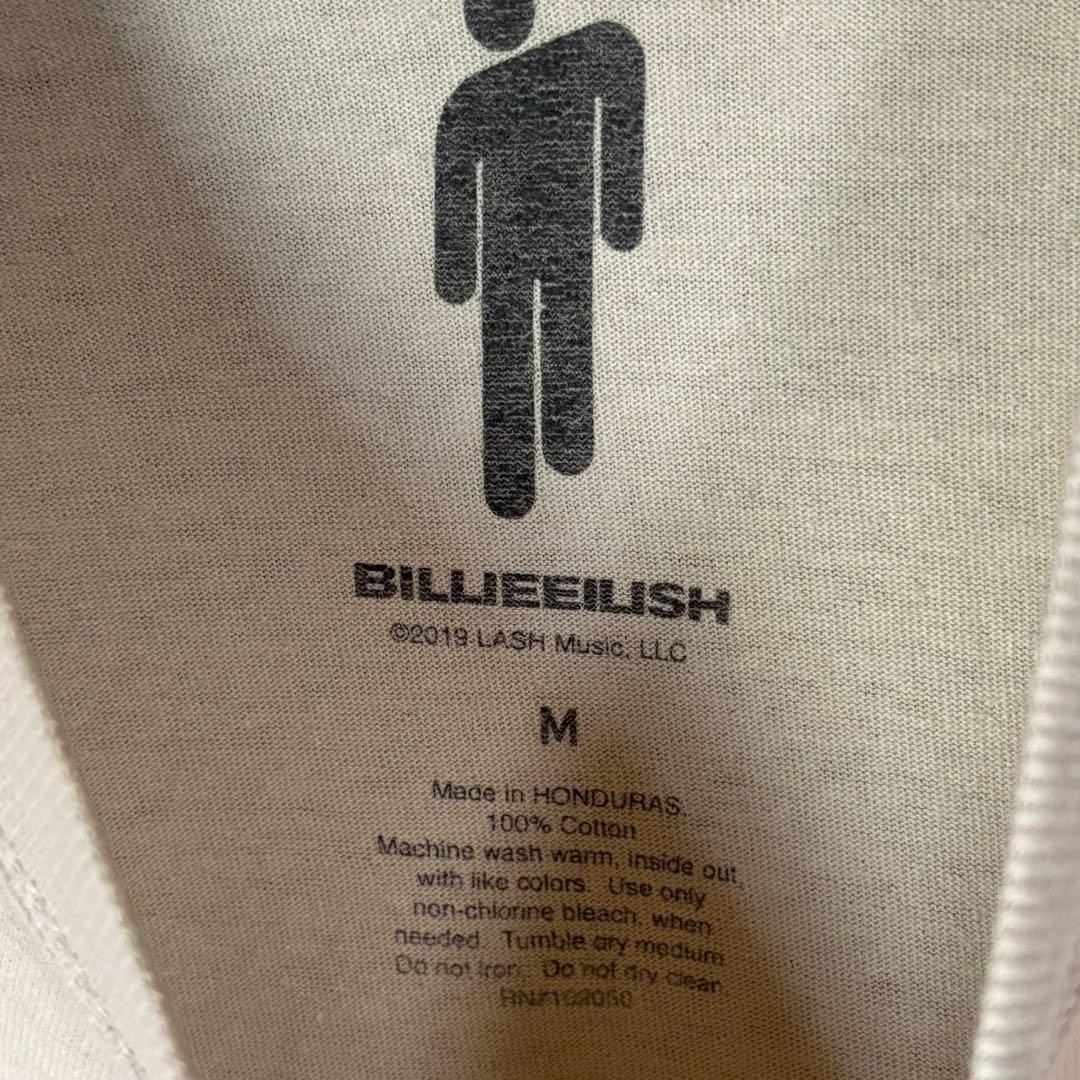 BILLIEEILISH
©2019 LASH Music, LLC
M
Made in HONDURAS.
100% Cotton
Machine wash warm, inside out,
with like colors. Use only
non-chlorine bleach, when
needed. Tumble dry medium.
Do not iron. Do not dry clean.